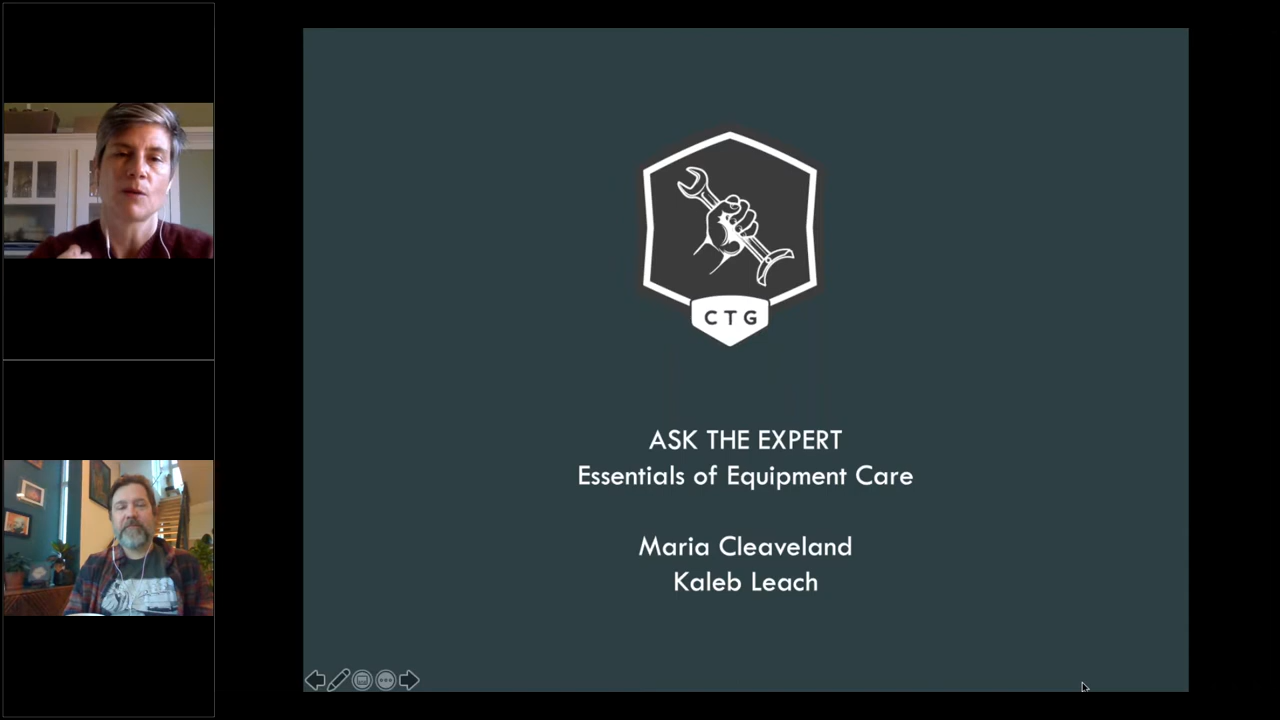 CTG
ASK THE EXPERT
Essentials of Equipment Care
Maria Cleaveland
Kaleb Leach